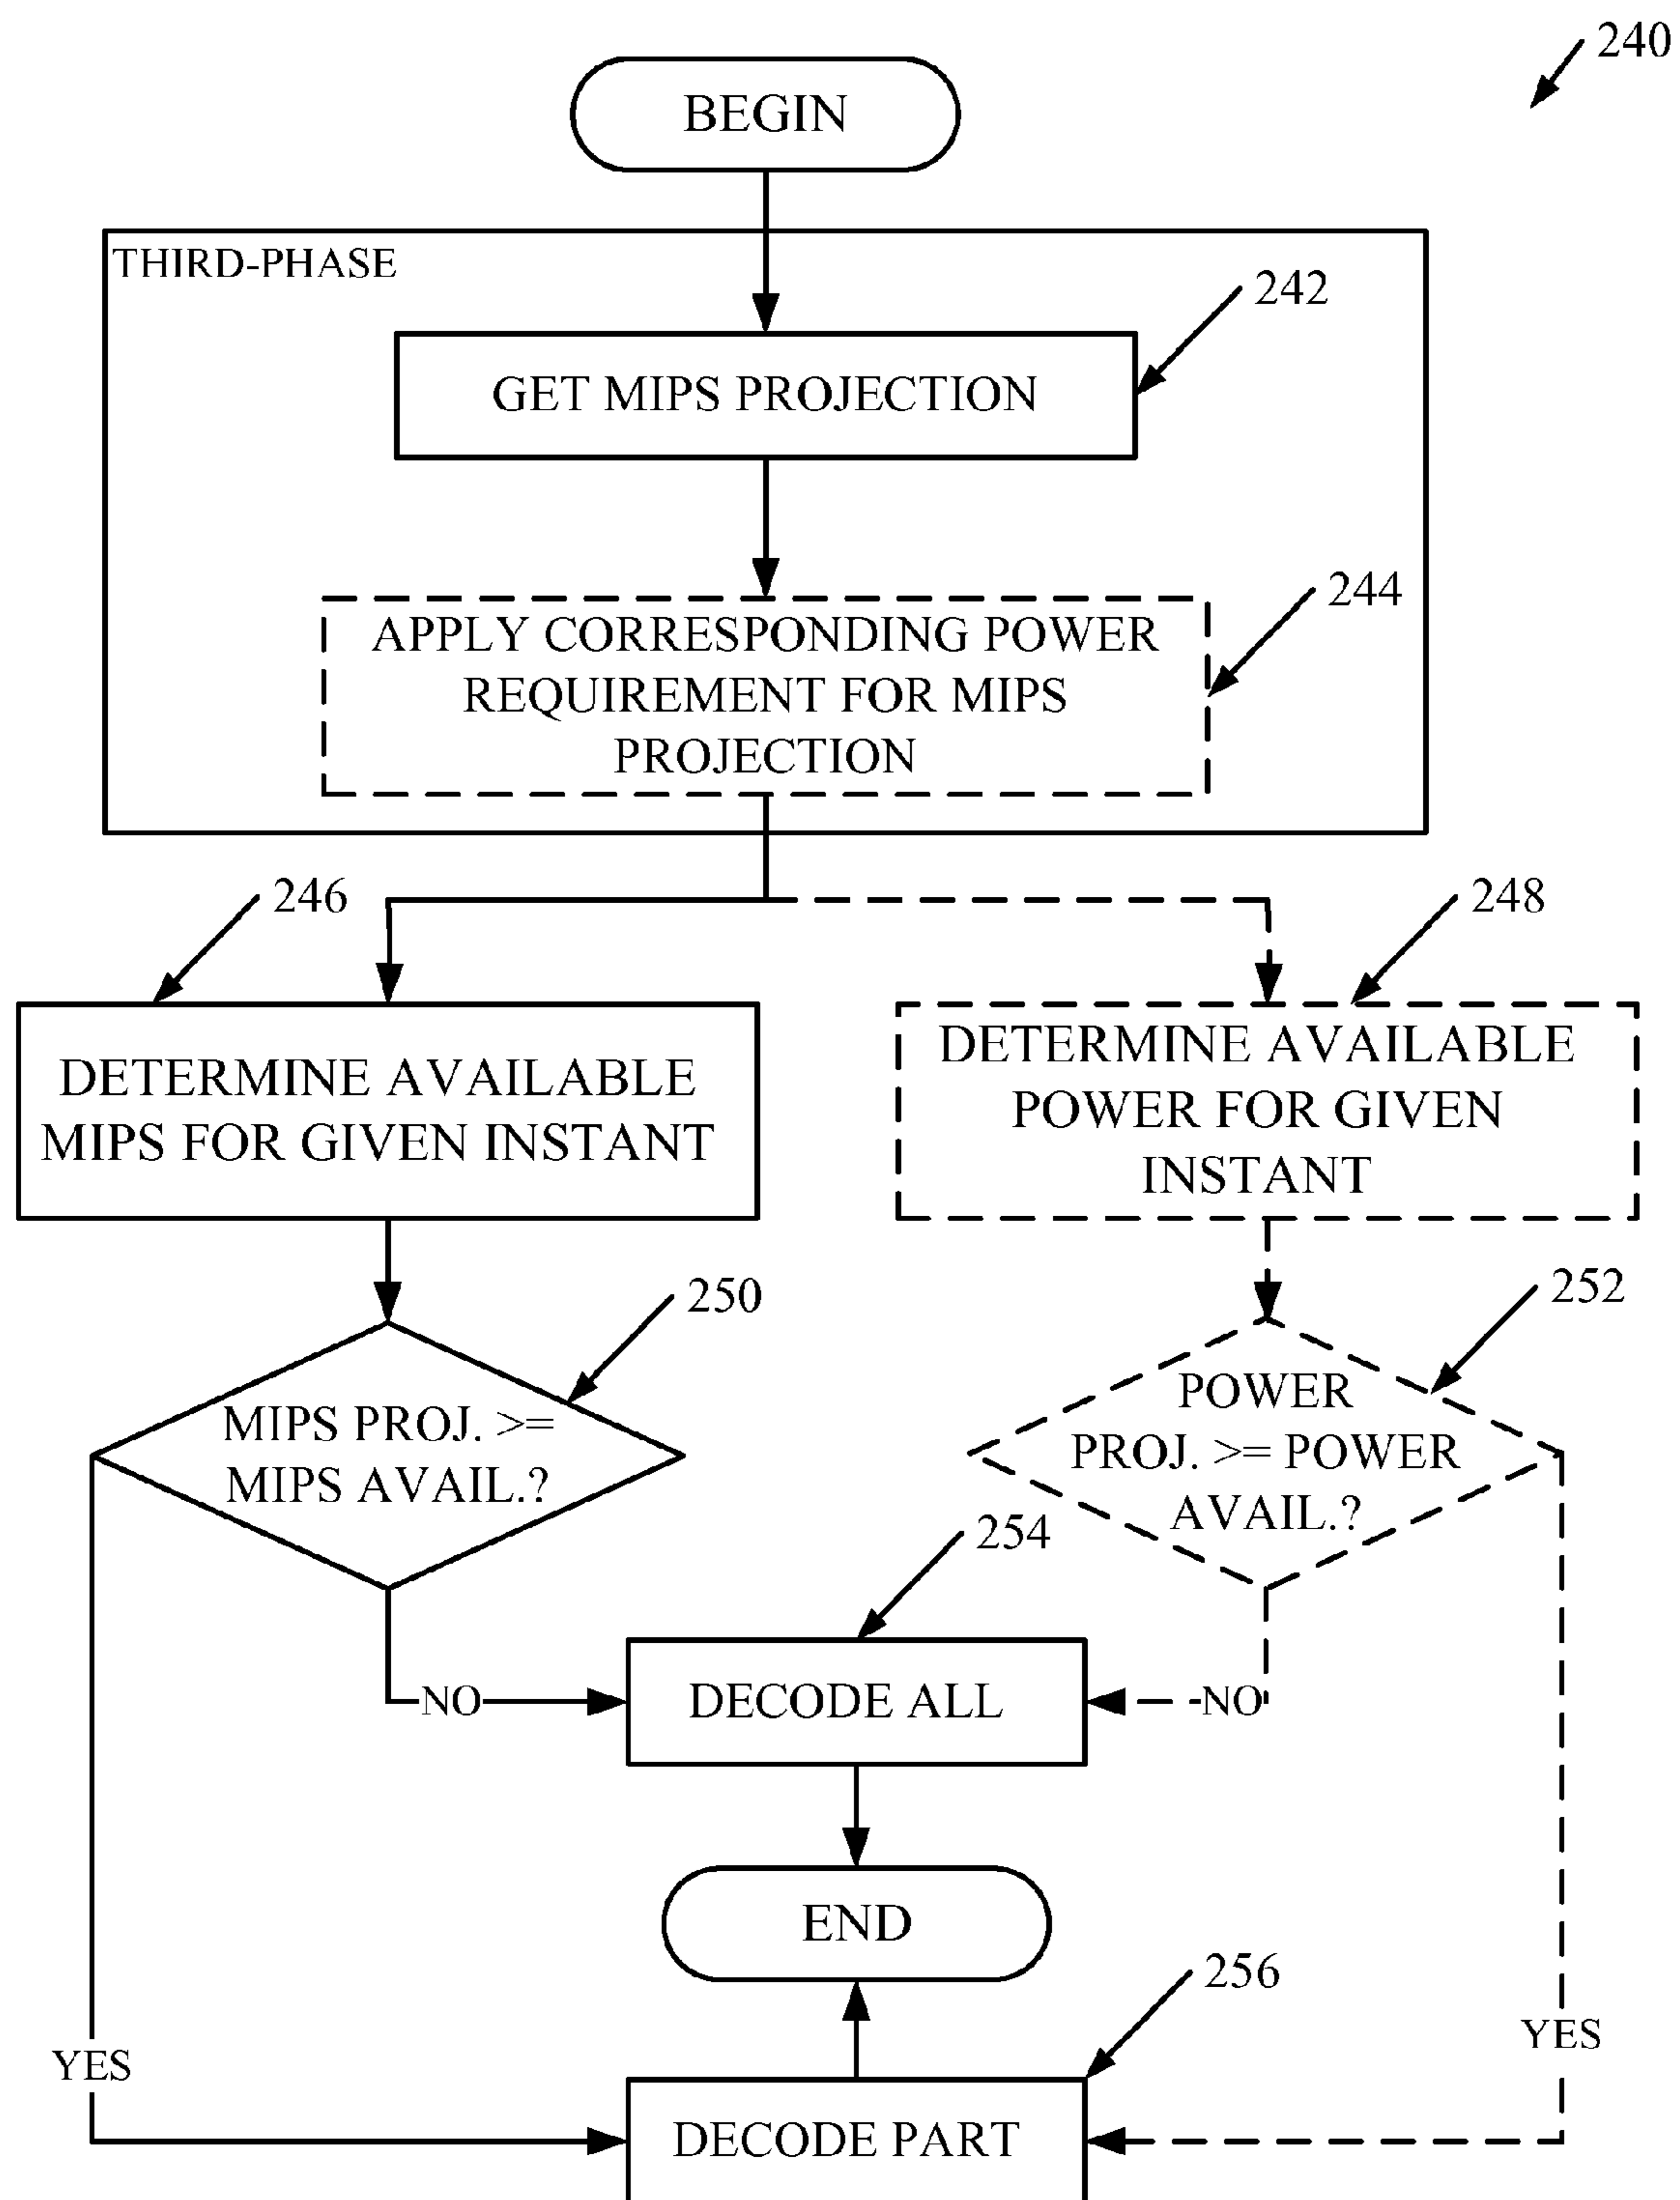 240
BEGIN
THIRD-PHASE
242
GET MIPS PROJECTION
244
APPLY CORRESPONDING POWER
REQUIREMENT FOR MIPS
PROJECTION
246
248
DETERMINE AVAILABLE
MIPS FOR GIVEN INSTANT
DETERMINE AVAILABLE
POWER FOR GIVEN
INSTANT
250
252
MIPS PROJ. >=
MIPS AVAIL.?
POWER
PROJ. >= POWER
AVAIL.?
254
NO
DECODE ALL
NO
END
256
YES
YES
DECODE PART